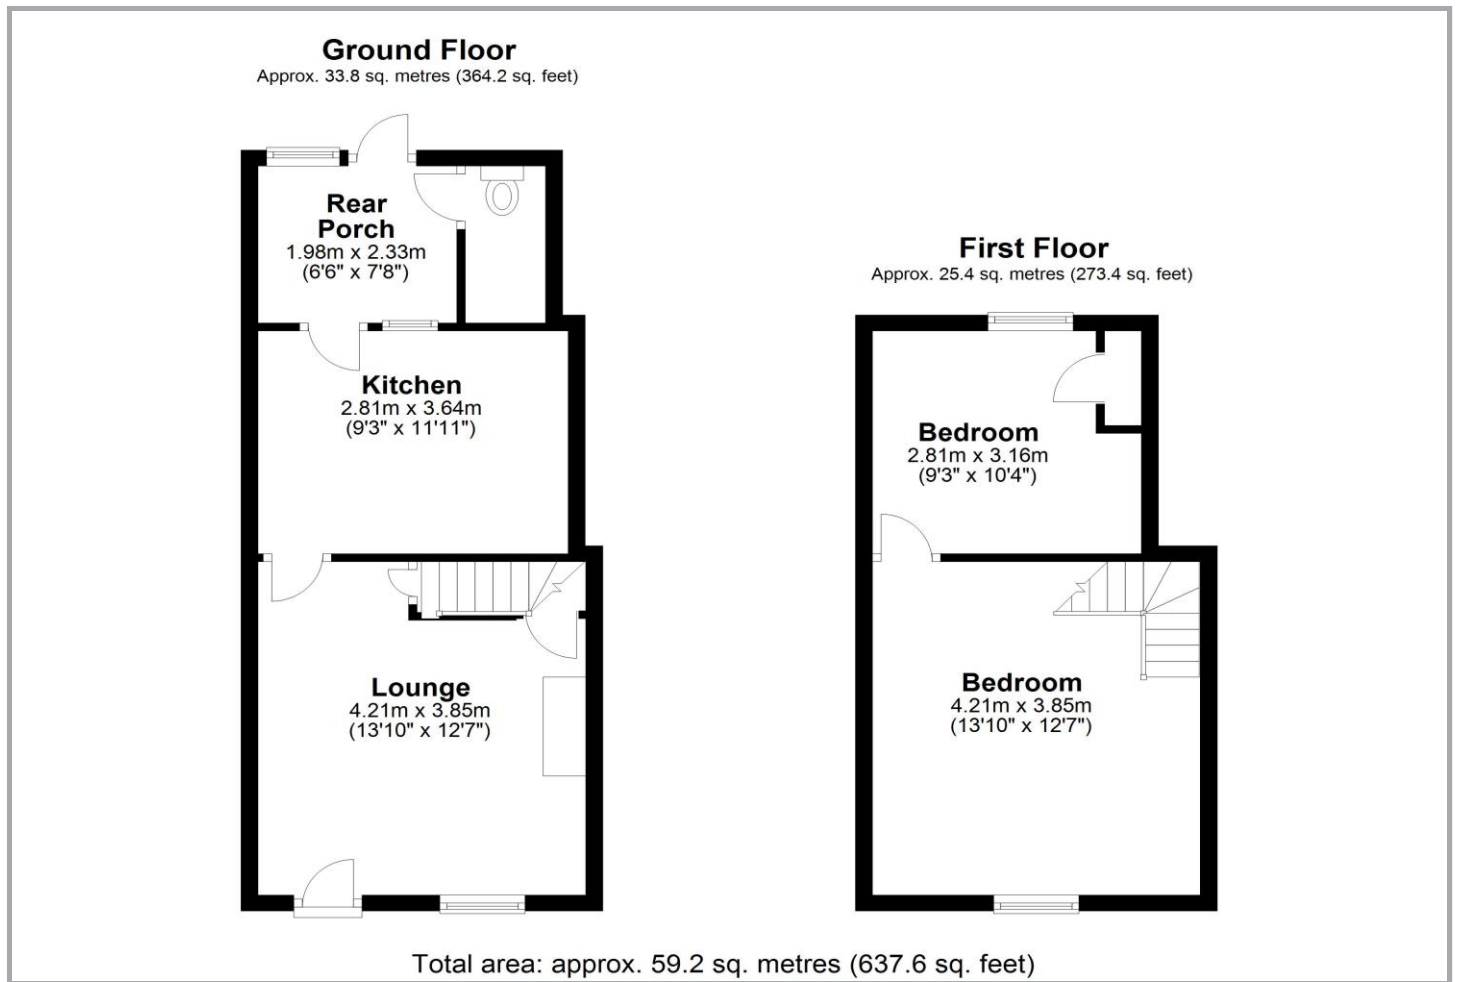 Ground Floor
Approx. 33.8 sq. metres (364.2 sq. feet)
Rear
Porch
1.98m x 2.33m
(6'6" x 7'8")
Kitchen
2.81m x 3.64m
(9'3" x 11'11")
Lounge
4.21m x 3.85m
(13'10" x 12'7")
First Floor
Approx. 25.4 sq. metres (273.4 sq. feet)
Bedroom
2.81m x 3.16m
(9'3" x 10'4")
Bedroom
4.21m x 3.85m
(13'10" x 12'7")
Total area: approx. 59.2 sq. metres (637.6 sq. feet)